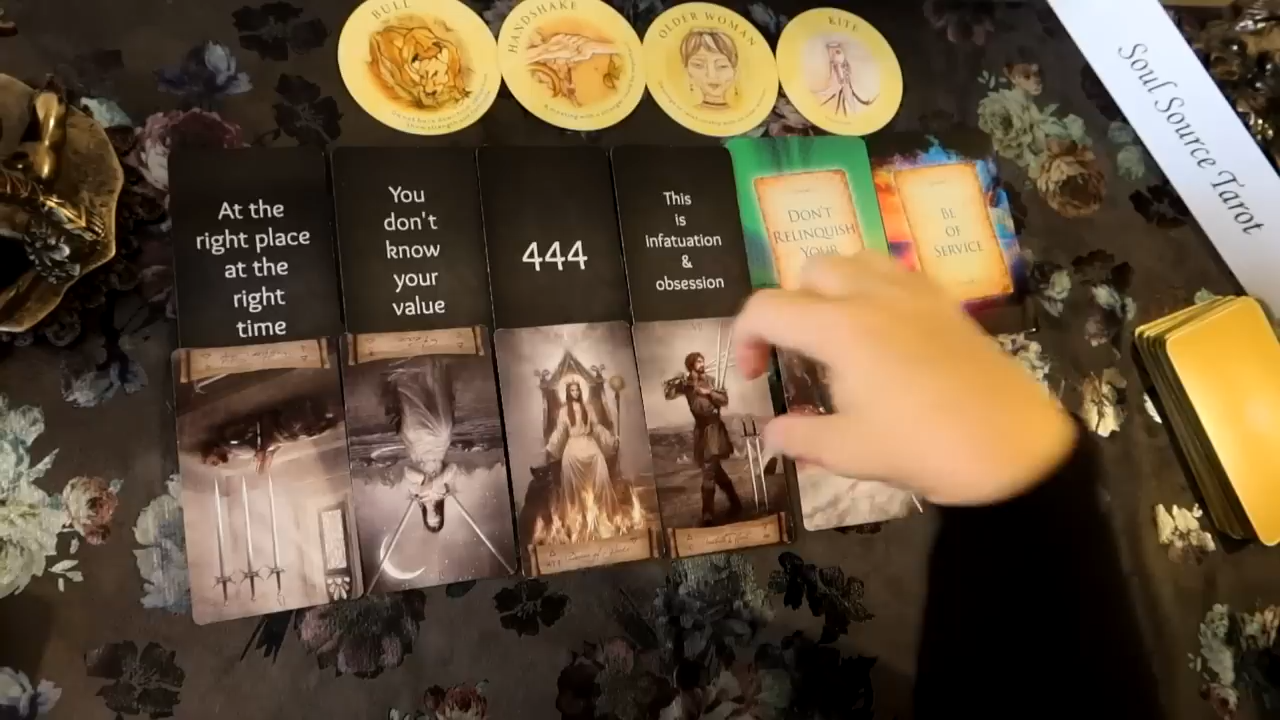 BULL
HANDSHAKE
OLDER WOMAN
KITE
Soul Source Tarot
At the
right place
at the
right
time
You
don't
know
your
value
444
This
is
infatuation
&
obsession
DON'T
RELINQUISH
YOUR
BE
OF
SERVICE